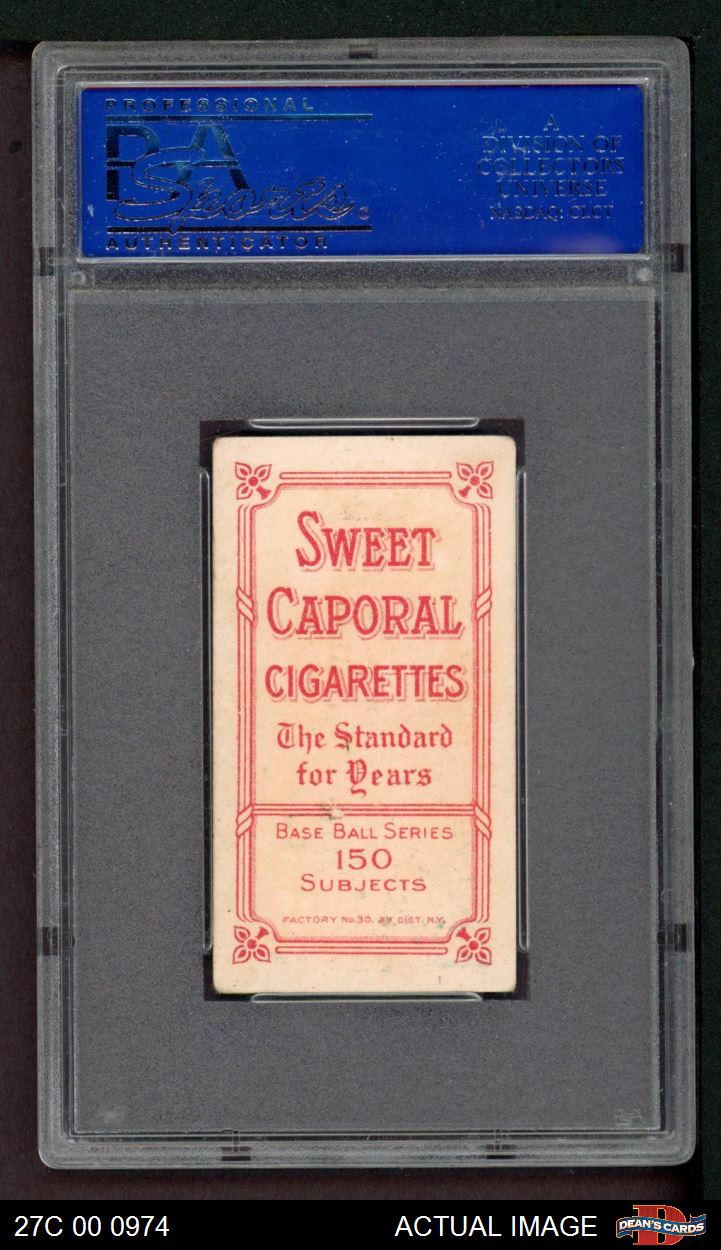 PROFESSIONAL
PSA
Sports
AUTHENTICATOR
A
DIVISION OF
COLLECTORS
UNIVERSE
NASDAQ: CLCT
SWEET
CAPORAL
CIGARETTES
The Standard
for Years
BASE BALL SERIES
150
SUBJECTS
FACTORY No. 30, 2ND DIST. N.Y.
27C 00 0974
ACTUAL IMAGE
DEAN'S CARDS